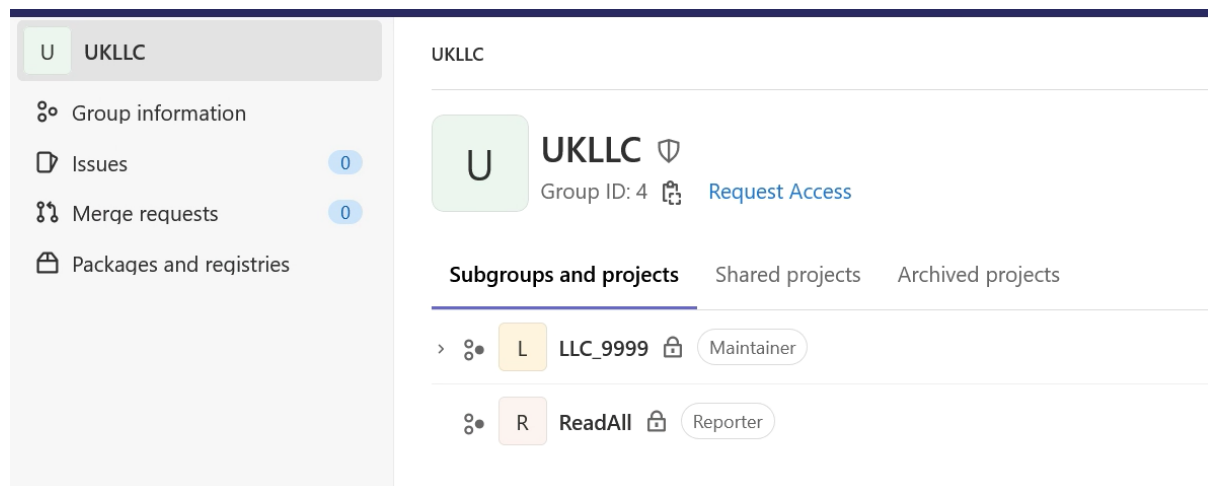 U UKLLC
Group information
Issues 0
Merge requests 0
Packages and registries
UKLLC
U
UKLLC
Group ID: 4 Request Access
Subgroups and projects Shared projects Archived projects
L LLC_9999 Maintainer
R ReadAll Reporter